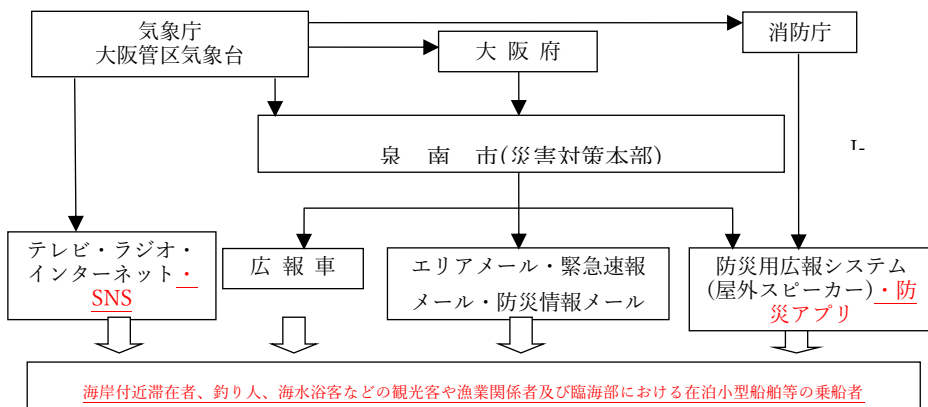 気象庁
大阪管区気象台
消防庁
大 阪 府
泉 南 市(災害対策本部)
テレビ・ラジオ・
インターネット・
SNS
広 報 車
エリアメール・緊急速報
メール・防災情報メール
防災用広報システム
(屋外スピーカー)・防
災アプリ
海岸付近滞在者、釣り人、海水浴客などの観光客や漁業関係者及び臨海部における在泊小型船舶等の乗船者